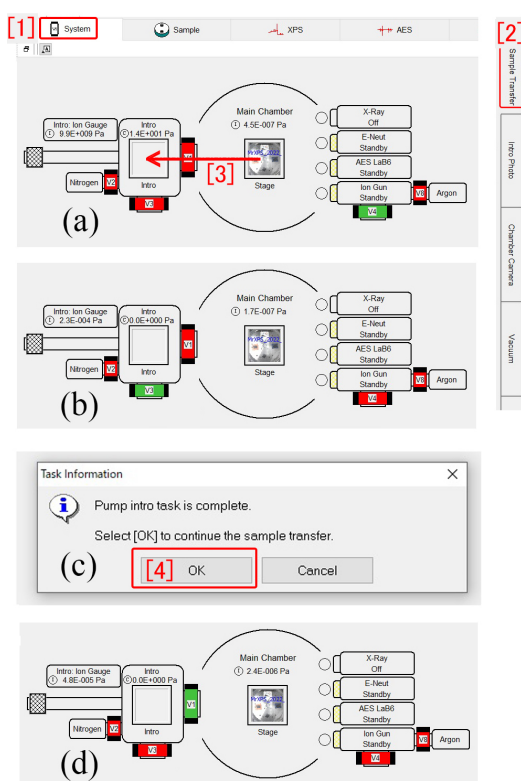 [1]
System
Sample
XPS
AES
[2]
Sample Transfer
Intro Photo
Chamber Camera
Vacuum
Intro: Ion Gauge
9.9E+009 Pa
Intro
1.4E+001 Pa
Intro
Nitrogen
V2
V3
[3]
Main Chamber
4.5E-007 Pa
Stage
X-Ray
Off
E-Neut
Standby
AES LaB6
Standby
Ion Gun
Standby
V4
V8
Argon
(a)
Intro: Ion Gauge
2.3E-004 Pa
Intro
0.0E+000 Pa
Intro
Nitrogen
V2
V3
V1
Main Chamber
1.7E-007 Pa
Stage
X-Ray
Off
E-Neut
Standby
AES LaB6
Standby
Ion Gun
Standby
V4
V8
Argon
(b)
Task Information
Pump intro task is complete.
Select [OK] to continue the sample transfer.
[4] OK
Cancel
(c)
Intro: Ion Gauge
4.8E-005 Pa
Intro
0.0E+000 Pa
Intro
Nitrogen
V2
V3
V1
Main Chamber
2.4E-006 Pa
Stage
X-Ray
Off
E-Neut
Standby
AES LaB6
Standby
Ion Gun
Standby
V4
V8
Argon
(d)